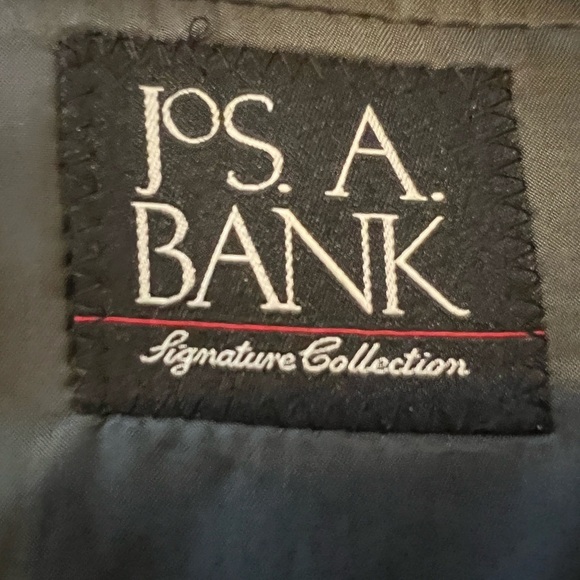 JOS. A.
BANK
Signature Collection